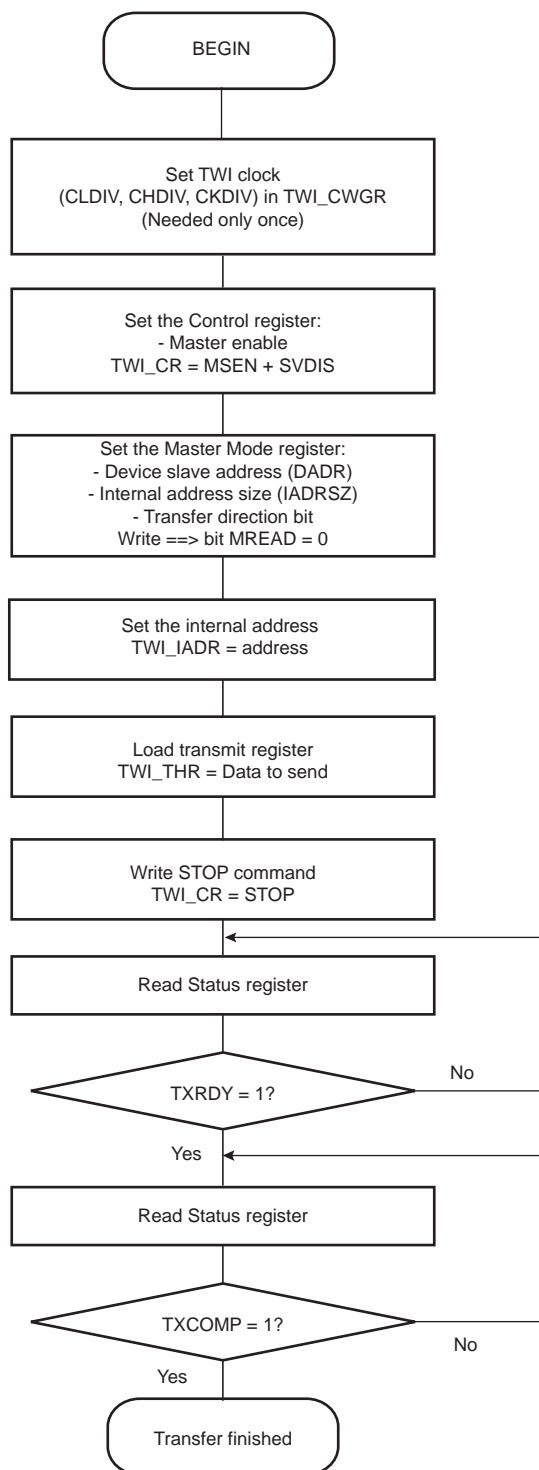 BEGIN
Set TWI clock
(CLDIV, CHDIV, CKDIV) in TWI_CWGR
(Needed only once)
Set the Control register:
- Master enable
TWI_CR = MSEN + SVDIS
Set the Master Mode register:
- Device slave address (DADR)
- Internal address size (IADRSZ)
- Transfer direction bit
Write ==> bit MREAD = 0
Set the internal address
TWI_IADR = address
Load transmit register
TWI_THR = Data to send
Write STOP command
TWI_CR = STOP
Read Status register
No
TXRDY = 1?
Yes
Read Status register
TXCOMP = 1?
No
Yes
Transfer finished